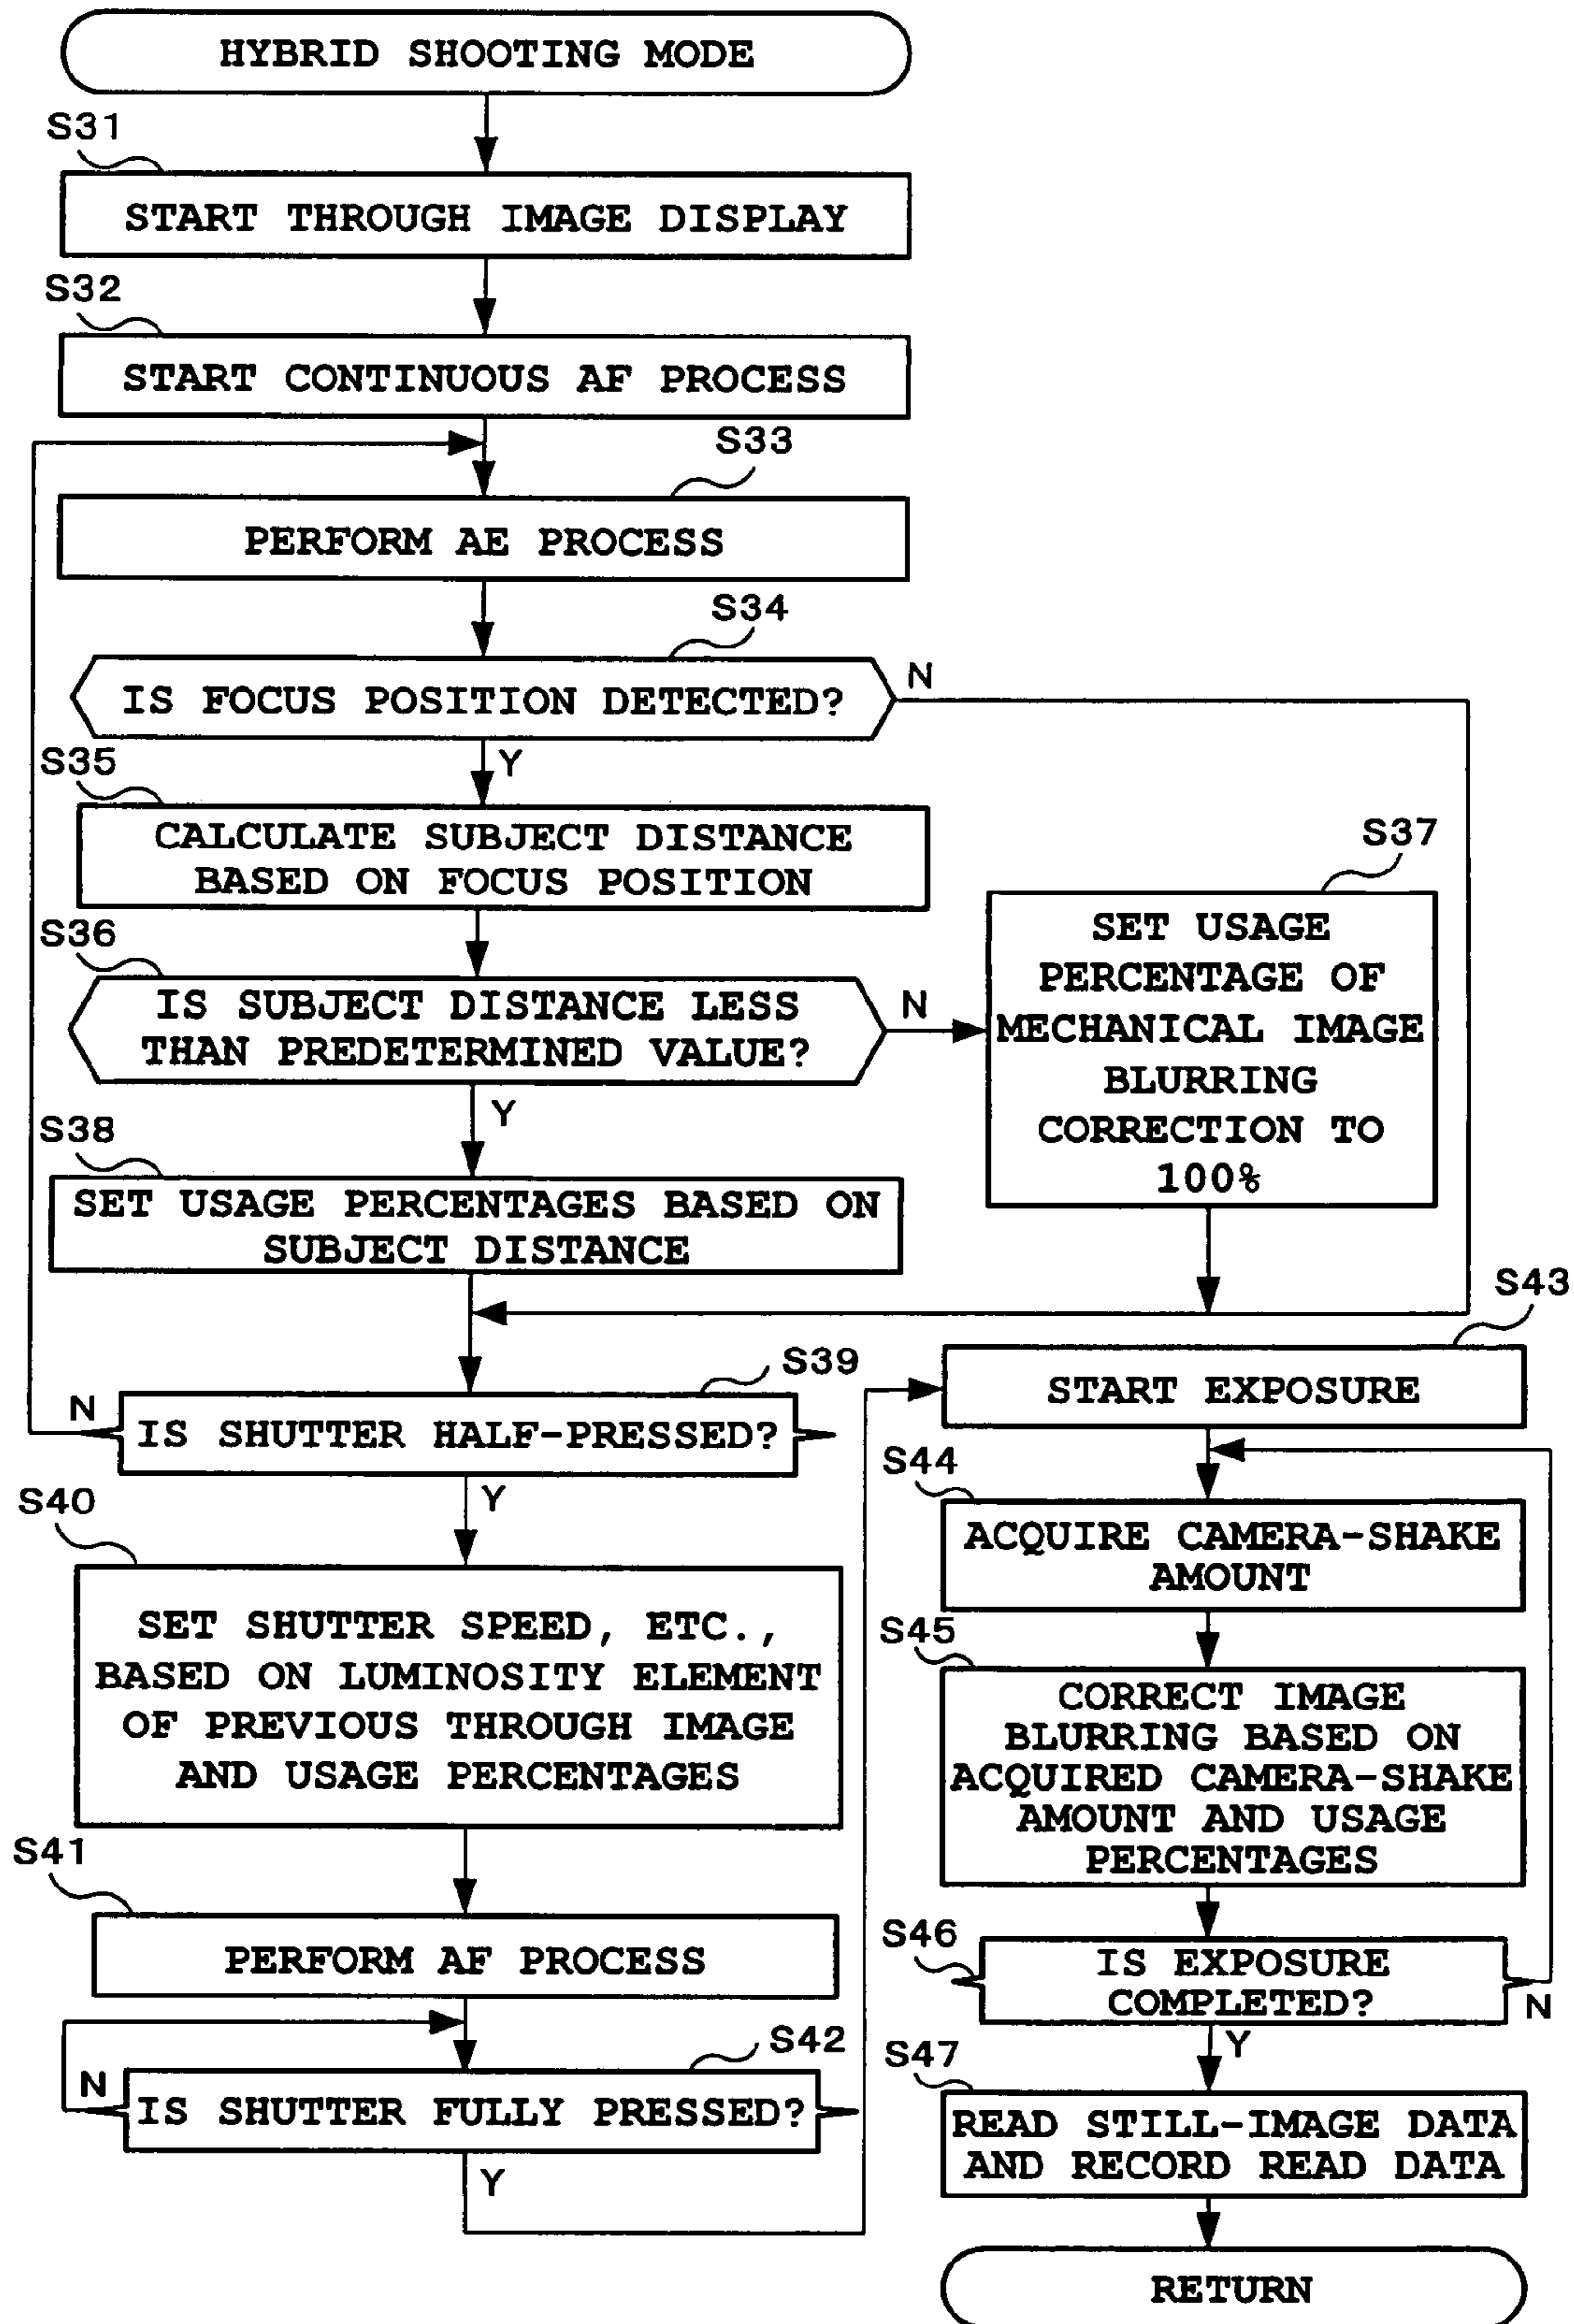 HYBRID SHOOTING MODE
S31
START THROUGH IMAGE DISPLAY
S32
START CONTINUOUS AF PROCESS
S33
PERFORM AE PROCESS
S34
IS FOCUS POSITION DETECTED?
N
Y
S35
CALCULATE SUBJECT DISTANCE
BASED ON FOCUS POSITION
S36
IS SUBJECT DISTANCE LESS
THAN PREDETERMINED VALUE?
N
Y
S37
SET USAGE
PERCENTAGE OF
MECHANICAL IMAGE
BLURRING
CORRECTION TO
100%
S38
SET USAGE PERCENTAGES BASED ON
SUBJECT DISTANCE
S39
N
IS SHUTTER HALF-PRESSED?
Y
S40
SET SHUTTER SPEED, ETC.,
BASED ON LUMINOSITY ELEMENT
OF PREVIOUS THROUGH IMAGE
AND USAGE PERCENTAGES
S41
PERFORM AF PROCESS
S42
N
IS SHUTTER FULLY PRESSED?
Y
S43
START EXPOSURE
S44
ACQUIRE CAMERA-SHAKE
AMOUNT
S45
CORRECT IMAGE
BLURRING BASED ON
ACQUIRED CAMERA-SHAKE
AMOUNT AND USAGE
PERCENTAGES
S46
IS EXPOSURE
COMPLETED?
N
Y
S47
READ STILL-IMAGE DATA
AND RECORD READ DATA
RETURN